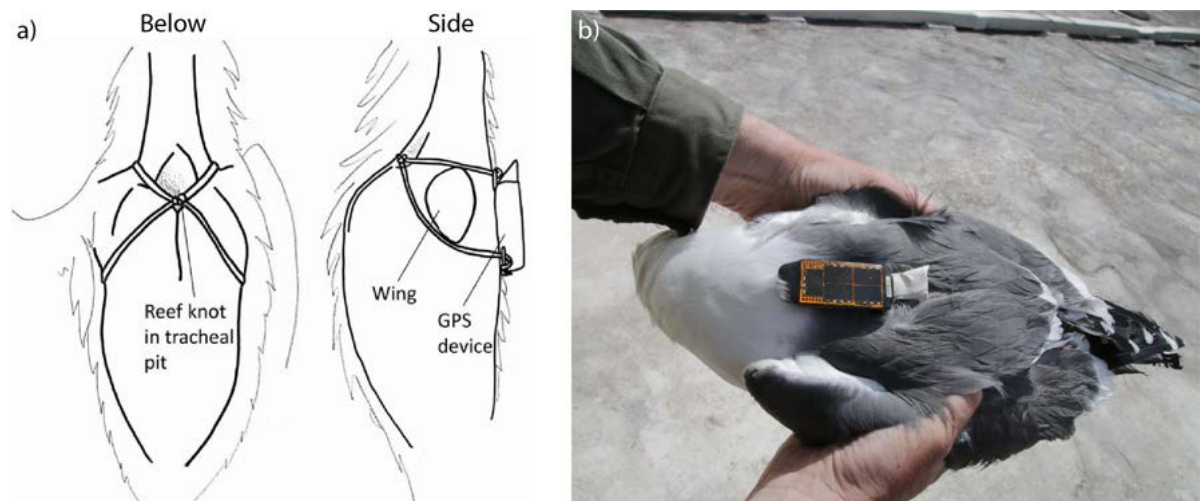 a)
Below
Side
Reef knot
in tracheal
pit
Wing
GPS
device
b)